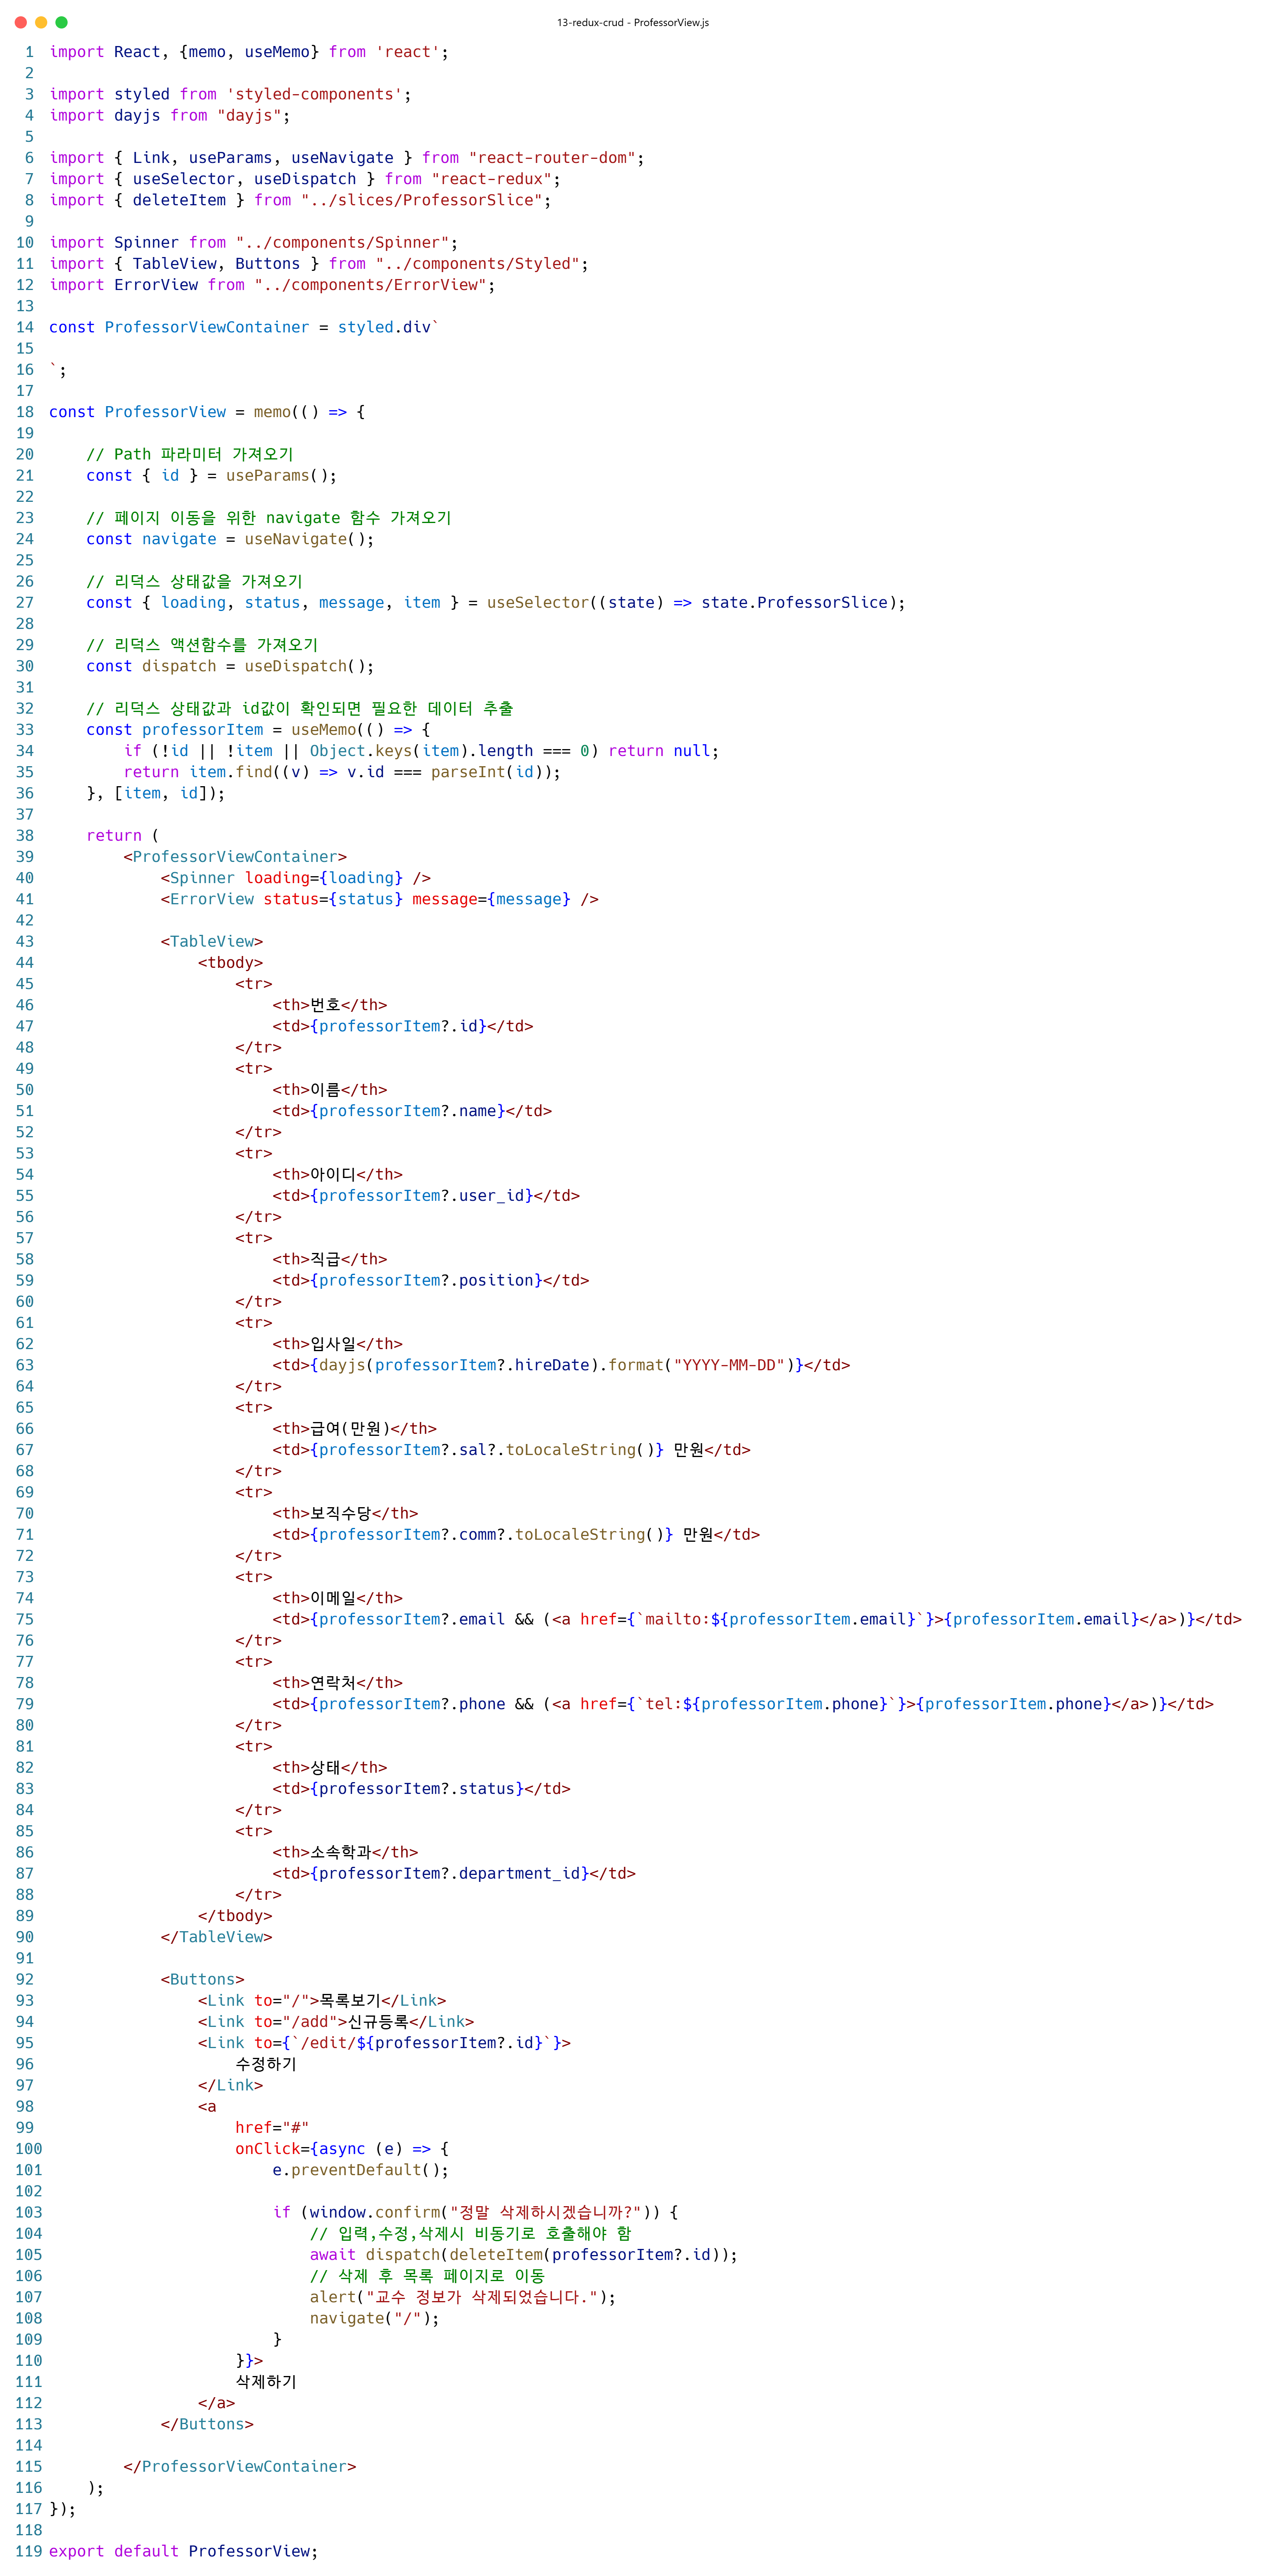 13-redux-crud - ProfessorView.js
1 import React, {memo, useMemo} from 'react';
2
3 import styled from 'styled-components';
4 import dayjs from "dayjs";
5
6 import { Link, useParams, useNavigate } from "react-router-dom";
7 import { useSelector, useDispatch } from "react-redux";
8 import { deleteItem } from "../slices/ProfessorSlice";
9
10 import Spinner from "../components/Spinner";
11 import { TableView, Buttons } from "../components/Styled";
12 import ErrorView from "../components/ErrorView";
13
14 const ProfessorViewContainer = styled.div`
15
16 `;
17
18 const ProfessorView = memo(() => {
19
20     // Path 파라미터 가져오기
21     const { id } = useParams();
22
23     // 페이지 이동을 위한 navigate 함수 가져오기
24     const navigate = useNavigate();
25
26     // 리덕스 상태값을 가져오기
27     const { loading, status, message, item } = useSelector((state) => state.ProfessorSlice);
28
29     // 리덕스 액션함수를 가져오기
30     const dispatch = useDispatch();
31
32     // 리덕스 상태값과 id값이 확인되면 필요한 데이터 추출
33     const professorItem = useMemo(() => {
34         if (!id || !item || Object.keys(item).length === 0) return null;
35         return item.find((v) => v.id === parseInt(id));
36     }, [item, id]);
37
38     return (
39         <ProfessorViewContainer>
40             <Spinner loading={loading} />
41             <ErrorView status={status} message={message} />
42
43             <TableView>
44                 <tbody>
45                     <tr>
46                         <th>번호</th>
47                         <td>{professorItem?.id}</td>
48                     </tr>
49                     <tr>
50                         <th>이름</th>
51                         <td>{professorItem?.name}</td>
52                     </tr>
53                     <tr>
54                         <th>아이디</th>
55                         <td>{professorItem?.user_id}</td>
56                     </tr>
57                     <tr>
58                         <th>직급</th>
59                         <td>{professorItem?.position}</td>
60                     </tr>
61                     <tr>
62                         <th>입사일</th>
63                         <td>{dayjs(professorItem?.hireDate).format("YYYY-MM-DD")}</td>
64                     </tr>
65                     <tr>
66                         <th>급여(만원)</th>
67                         <td>{professorItem?.sal?.toLocaleString()} 만원</td>
68                     </tr>
69                     <tr>
70                         <th>보직수당</th>
71                         <td>{professorItem?.comm?.toLocaleString()} 만원</td>
72                     </tr>
73                     <tr>
74                         <th>이메일</th>
75                         <td>{professorItem?.email && (<a href={`mailto:${professorItem.email}`}>{professorItem.email}</a>)}</td>
76                     </tr>
77                     <tr>
78                         <th>연락처</th>
79                         <td>{professorItem?.phone && (<a href={`tel:${professorItem.phone}`}>{professorItem.phone}</a>)}</td>
80                     </tr>
81                     <tr>
82                         <th>상태</th>
83                         <td>{professorItem?.status}</td>
84                     </tr>
85                     <tr>
86                         <th>소속학과</th>
87                         <td>{professorItem?.department_id}</td>
88                     </tr>
89                 </tbody>
90             </TableView>
91
92             <Buttons>
93                 <Link to="/">목록보기</Link>
94                 <Link to="/add">신규등록</Link>
95                 <Link to={`/edit/${professorItem?.id}`}>
96                     수정하기
97                 </Link>
98                 <a
99                     href="#"
100                     onClick={async (e) => {
101                         e.preventDefault();
102
103                         if (window.confirm("정말 삭제하시겠습니까?")) {
104                             // 입력,수정,삭제시 비동기로 호출해야 함
105                             await dispatch(deleteItem(professorItem?.id));
106                             // 삭제 후 목록 페이지로 이동
107                             alert("교수 정보가 삭제되었습니다.");
108                             navigate("/");
109                         }
110                     }}>
111                     삭제하기
112                 </a>
113             </Buttons>
114
115         </ProfessorViewContainer>
116     );
117 });
118
119 export default ProfessorView;